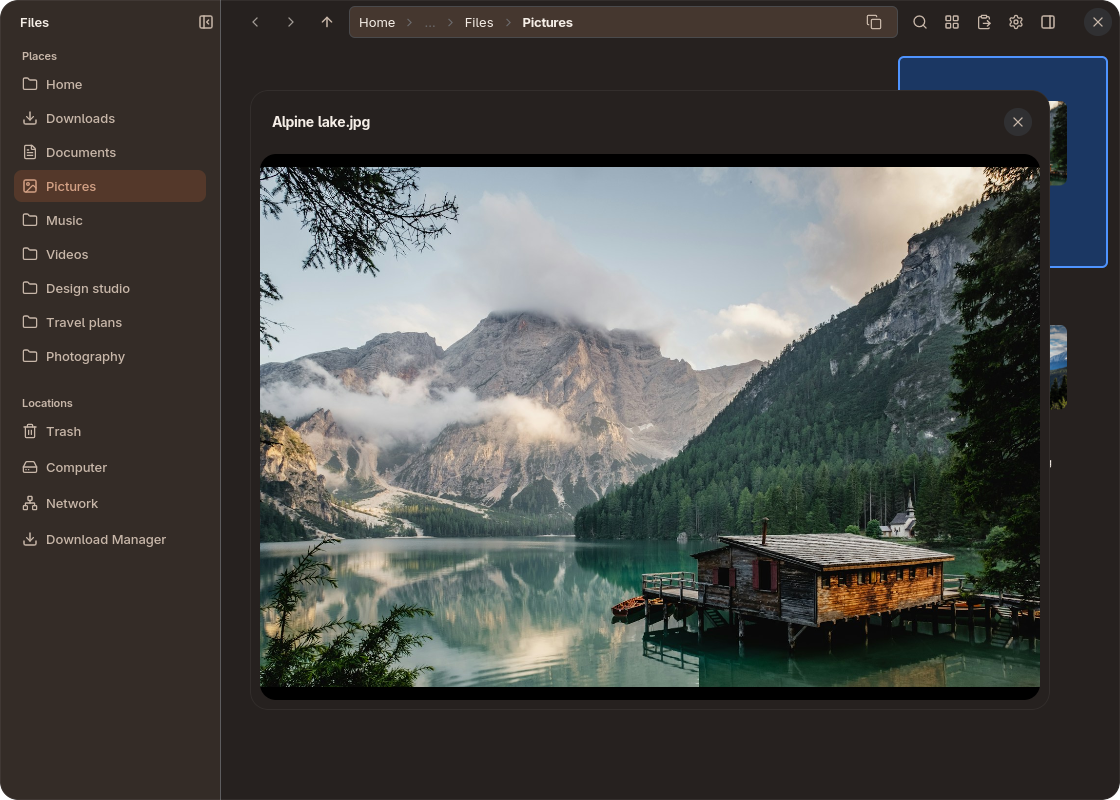 Files
Home
...
Files
Pictures
Places
Home
Downloads
Documents
Pictures
Music
Videos
Design studio
Travel plans
Photography
Locations
Trash
Computer
Network
Download Manager
Alpine lake.jpg